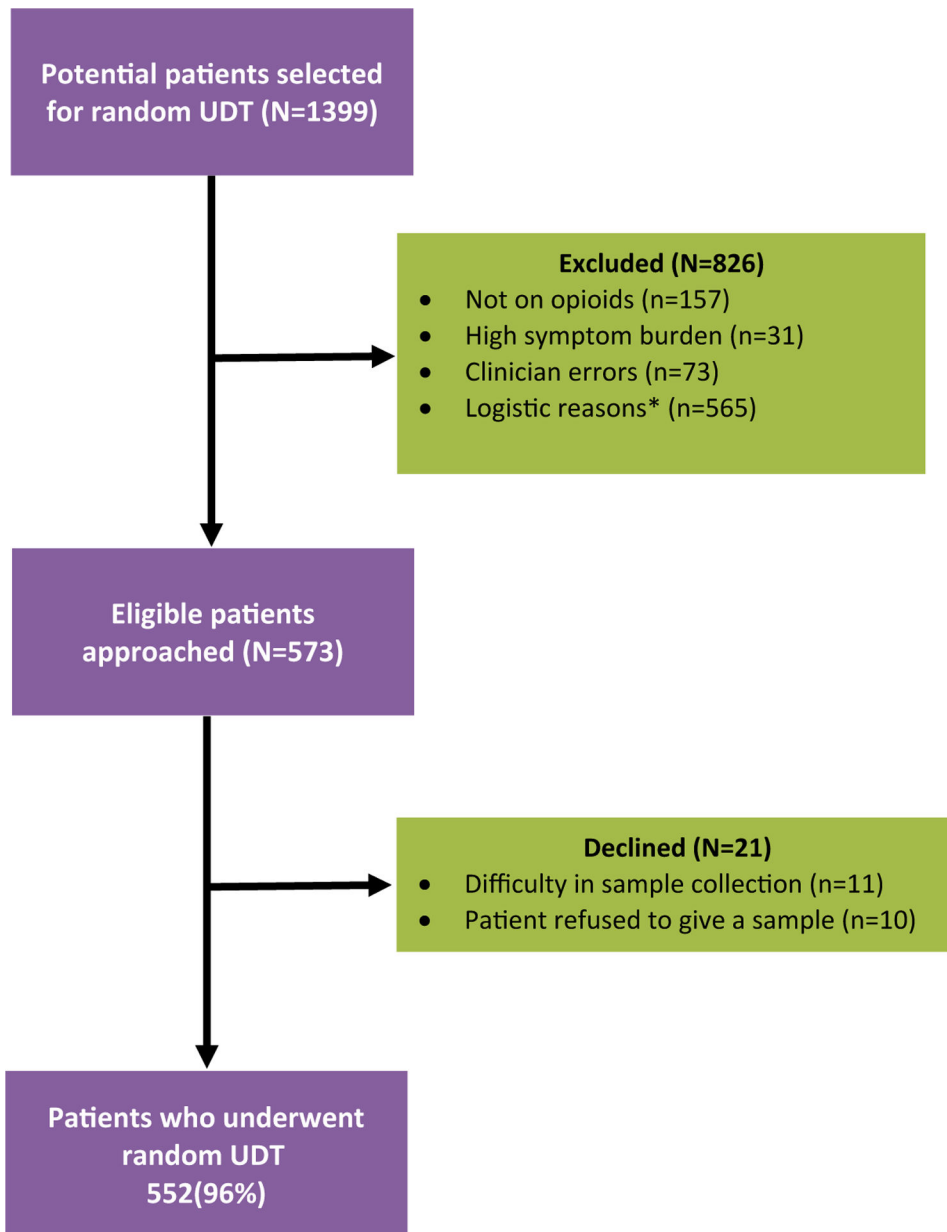 Potential patients selected
for random UDT (N=1399)
Excluded (N=826)
• Not on opioids (n=157)
• High symptom burden (n=31)
• Clinician errors (n=73)
• Logistic reasons* (n=565)
Eligible patients
approached (N=573)
Declined (N=21)
• Difficulty in sample collection (n=11)
• Patient refused to give a sample (n=10)
Patients who underwent
random UDT
552(96%)